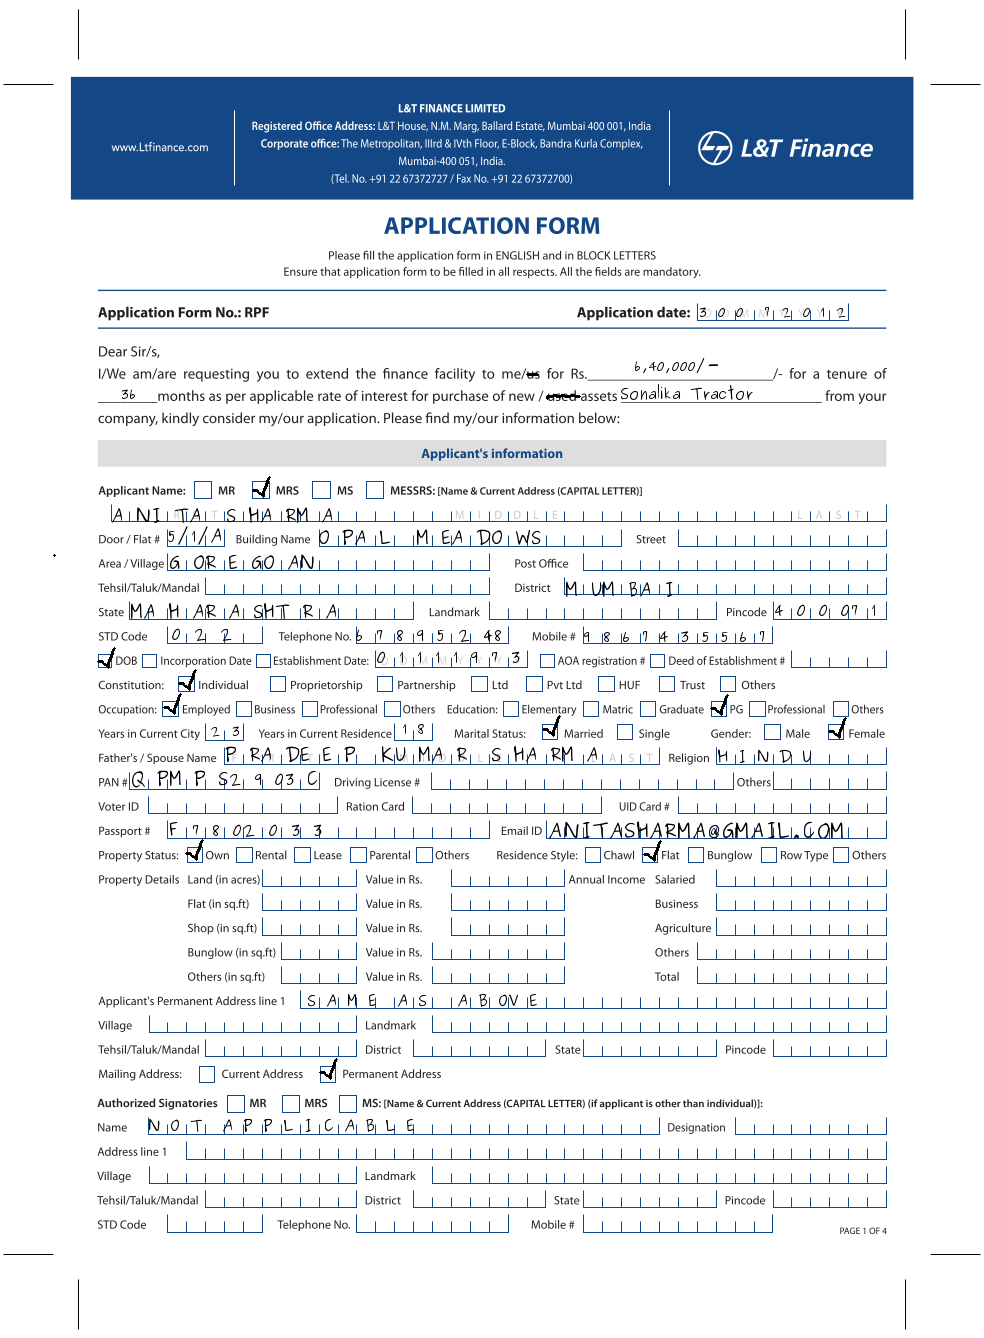 L&T FINANCE LIMITED
Registered Office Address: L&T House, N.M. Marg, Ballard Estate, Mumbai 400 001, India
www.Ltfinance.com
Corporate office: The Metropolitan, IIIrd & IVth Floor, E-Block, Bandra Kurla Complex,
Mumbai-400 051, India.
(Tel. No. +91 22 67372727 / Fax No. +91 22 67372700)
L&T Finance
APPLICATION FORM
Please fill the application form in ENGLISH and in BLOCK LETTERS
Ensure that application form to be filled in all respects. All the fields are mandatory.
Application Form No.: RPF Application date: 30072912
Dear Sir/s,
I/We am/are requesting you to extend the finance facility to me/us for Rs. 6,40,000/- /- for a tenure of
36 months as per applicable rate of interest for purchase of new / used assets Sonalika Tractor from your
company, kindly consider my/our application. Please find my/our information below:
Applicant's information
Applicant Name: MR MRS MS MESSRS: [Name & Current Address (CAPITAL LETTER)]
ANITA SHARMA MIDDLE LAST
Door / Flat # 5/1/A Building Name OPAL MEADOWS Street
Area / Village GOREGOAN Post Office
Tehsil/Taluk/Mandal District MIUMBAI
State MAHARASHTRA Landmark Pincode 400071
STD Code 022 Telephone No. 67895248 Mobile # 9867435567
DOB Incorporation Date Establishment Date: 01111973 AOA registration # Deed of Establishment #
Constitution: Individual Proprietorship Partnership Ltd Pvt Ltd HUF Trust Others
Occupation: Employed Business Professional Others Education: Elementary Matric Graduate PG Professional Others
Years in Current City 23 Years in Current Residence 18 Marital Status: Married Single Gender: Male Female
Father's / Spouse Name PRADEEP KUMAR SHARMA Religion HINDU
PAN # QPMPS2993C Driving License # Others
Voter ID Ration Card UID Card #
Passport # F7802033 Email ID ANITASHARMA@GMAIL.COM
Property Status: Own Rental Lease Parental Others Residence Style: Chawl Flat Bunglow Row Type Others
Property Details Land (in acres) Value in Rs. Annual Income Salaried
Flat (in sq.ft) Value in Rs. Business
Shop (in sq.ft) Value in Rs. Agriculture
Bunglow (in sq.ft) Value in Rs. Others
Others (in sq.ft) Value in Rs. Total
Applicant's Permanent Address line 1 SAME AS ABOVE
Village Landmark
Tehsil/Taluk/Mandal District State Pincode
Mailing Address: Current Address Permanent Address
Authorized Signatories MR MRS MS: [Name & Current Address (CAPITAL LETTER) (if applicant is other than individual)]:
Name NOT APPLICABLE Designation
Address line 1
Village Landmark
Tehsil/Taluk/Mandal District State Pincode
STD Code Telephone No. Mobile #
PAGE 1 OF 4